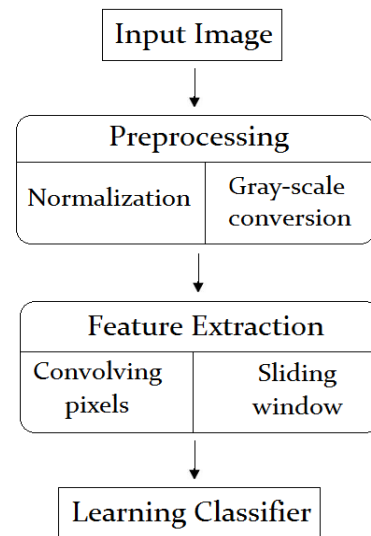 Input Image
Preprocessing
Normalization
Gray-scale
conversion
Feature Extraction
Convolving
pixels
Sliding
window
Learning Classifier